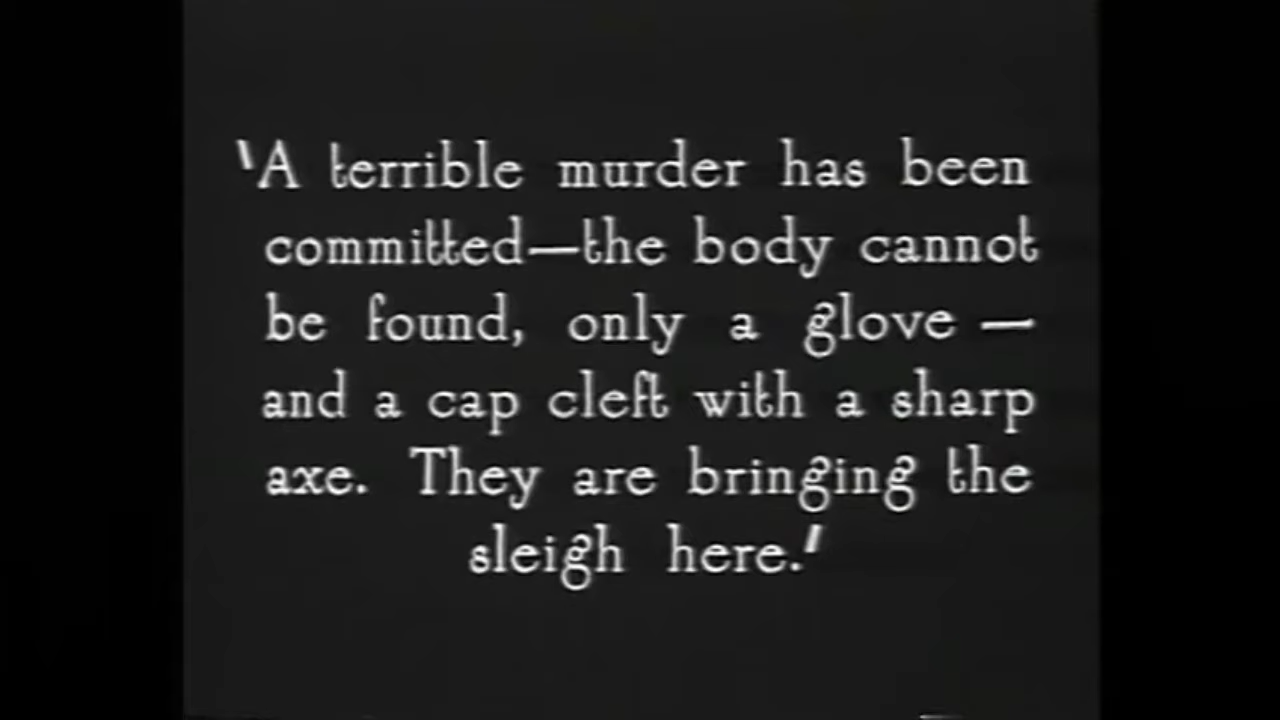 'A terrible murder has been
committed—the body cannot
be found, only a glove —
and a cap cleft with a sharp
axe. They are bringing the
sleigh here.'